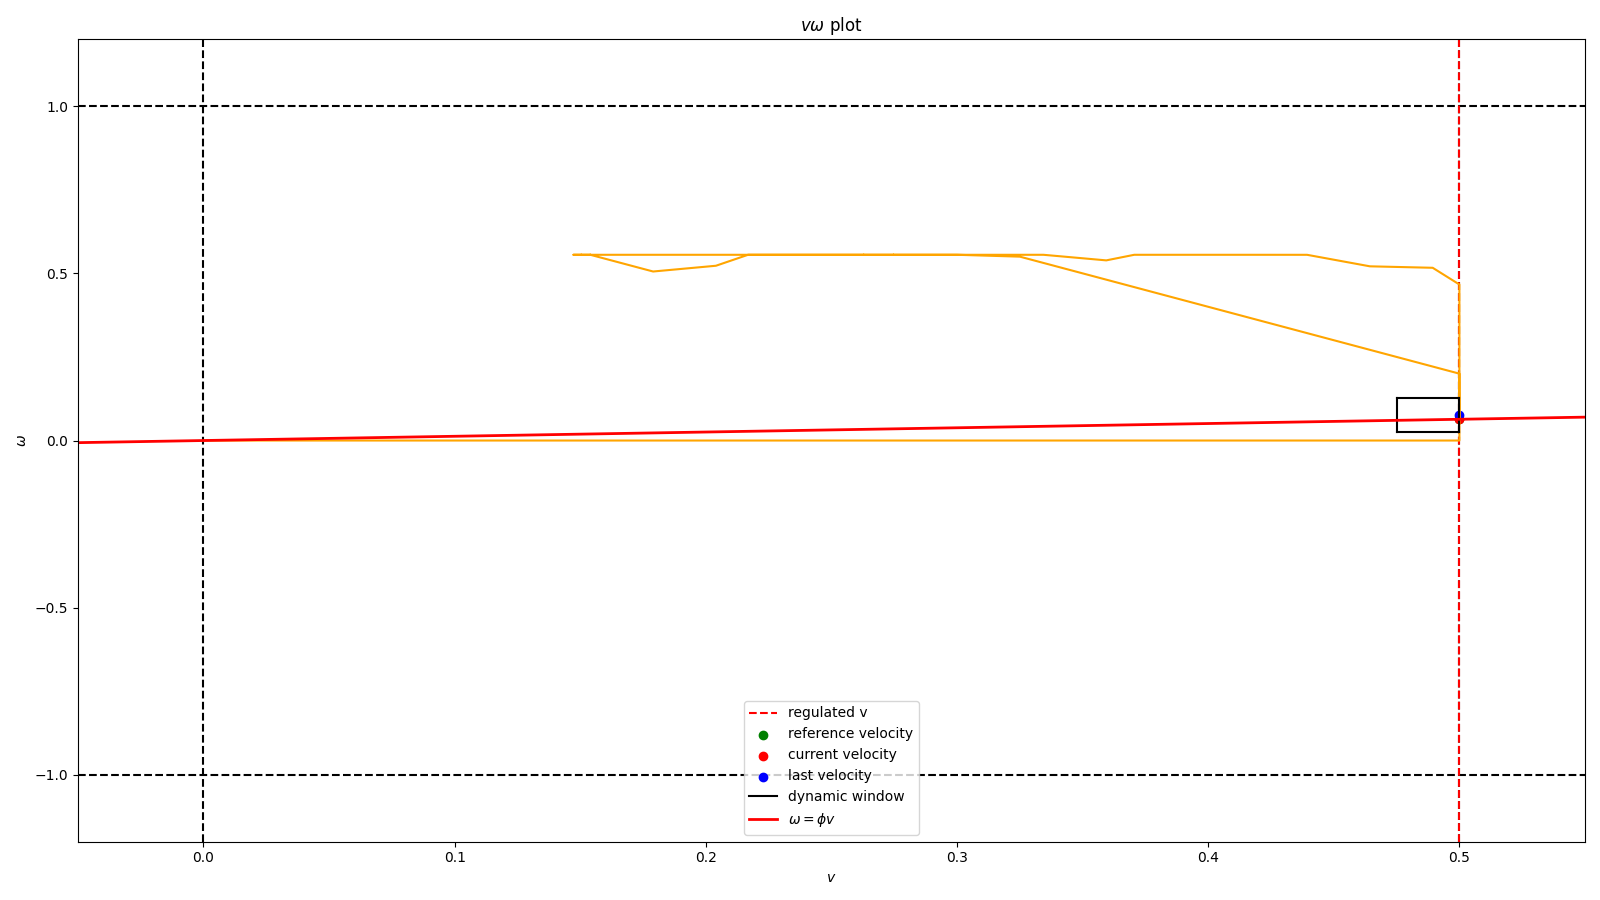 vω plot
1.0
0.5
0.0
−0.5
−1.0
ω
0.0 0.1 0.2 0.3 0.4 0.5
v
regulated v
reference velocity
current velocity
last velocity
dynamic window
ω = ϕv